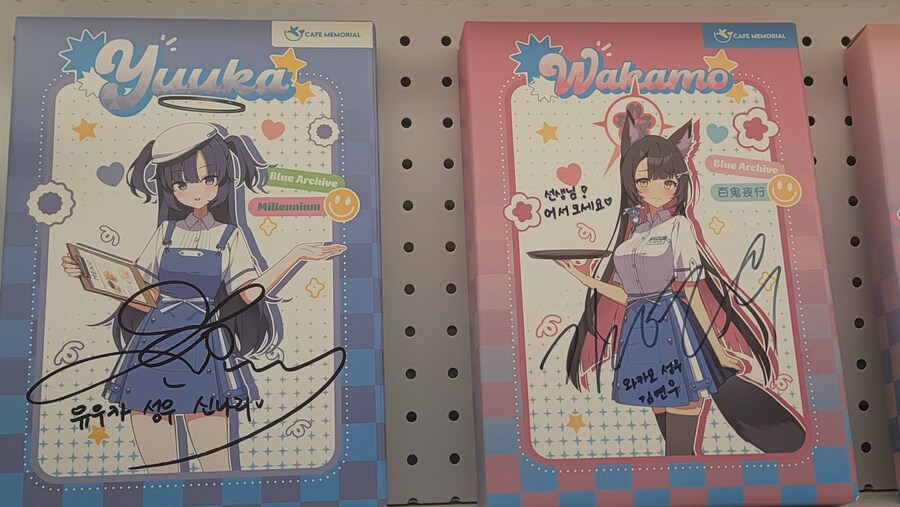 CAFE MEMORIAL
Yuuka
Blue Archive
Millennium
유우카 성우 신나리
CAFE MEMORIAL
Wakamo
Blue Archive
百鬼夜行
선생님?
어서오세요♡
와카모 성우
김연우